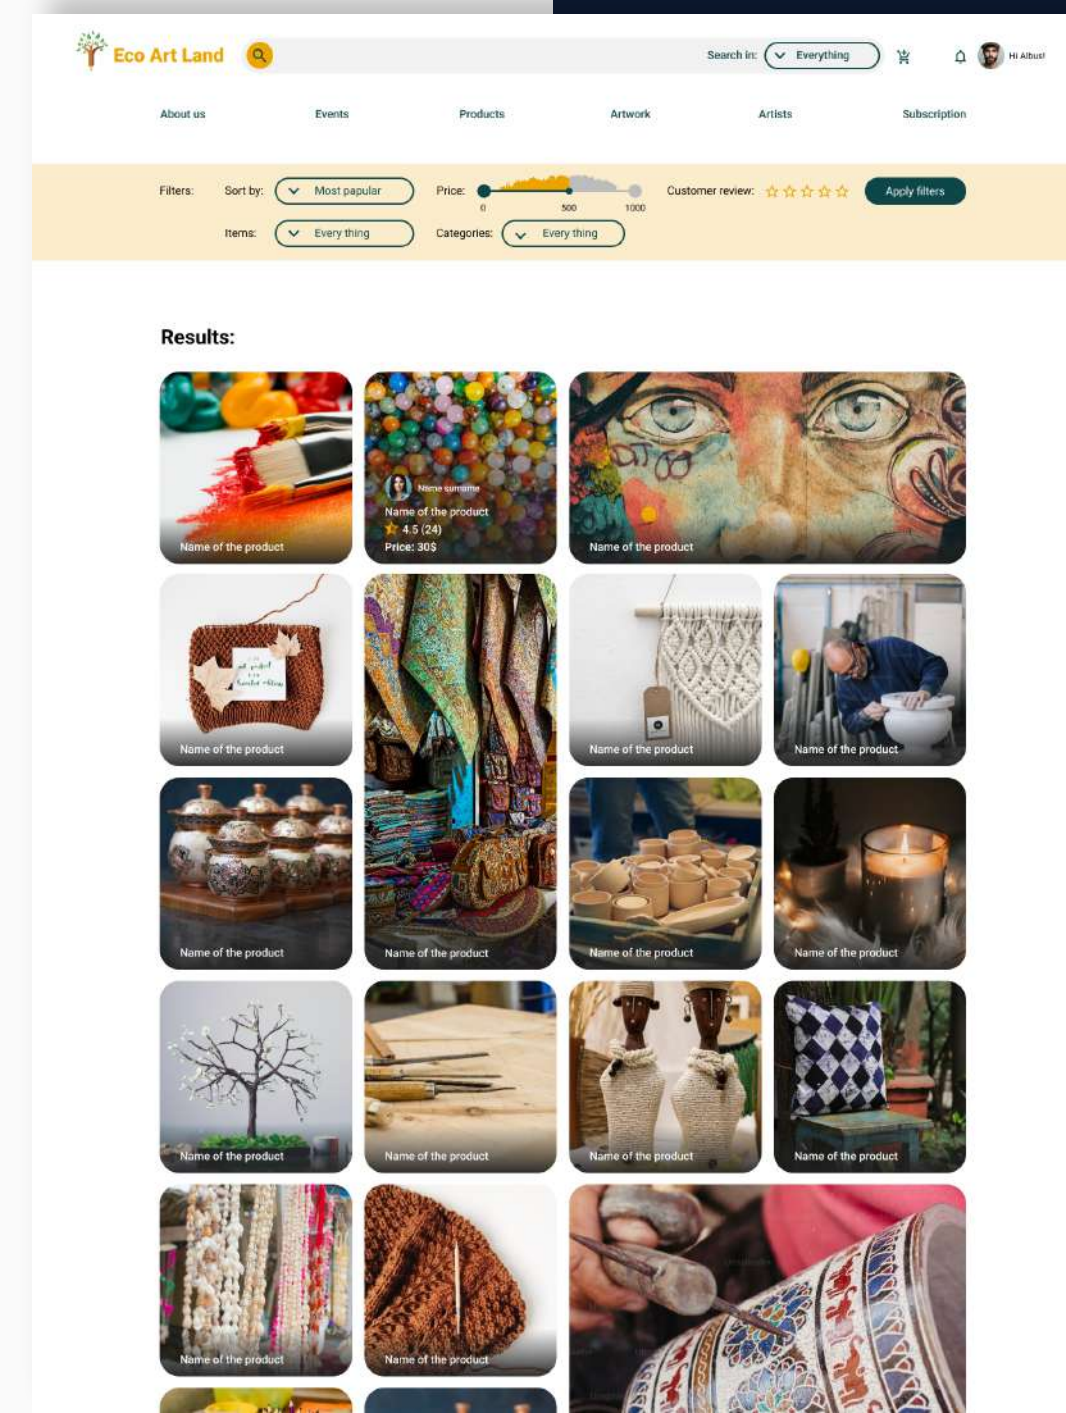 Eco Art Land
Search in:
Everything
Hi Albus!
About us
Events
Products
Artwork
Artists
Subscription
Filters:
Sort by:
Most papular
Price:
0
500
1000
Customer review:
Apply filters
Items:
Every thing
Categories:
Every thing
Results:
Name of the product
Name surname
Name of the product
4.5 (24)
Price: 30$
Name of the product
Name of the product
Name of the product
Name of the product
Name of the product
Name of the product
Name of the product
Name of the product
Name of the product
Name of the product
Name of the product
Name of the product
Name of the product
Name of the product